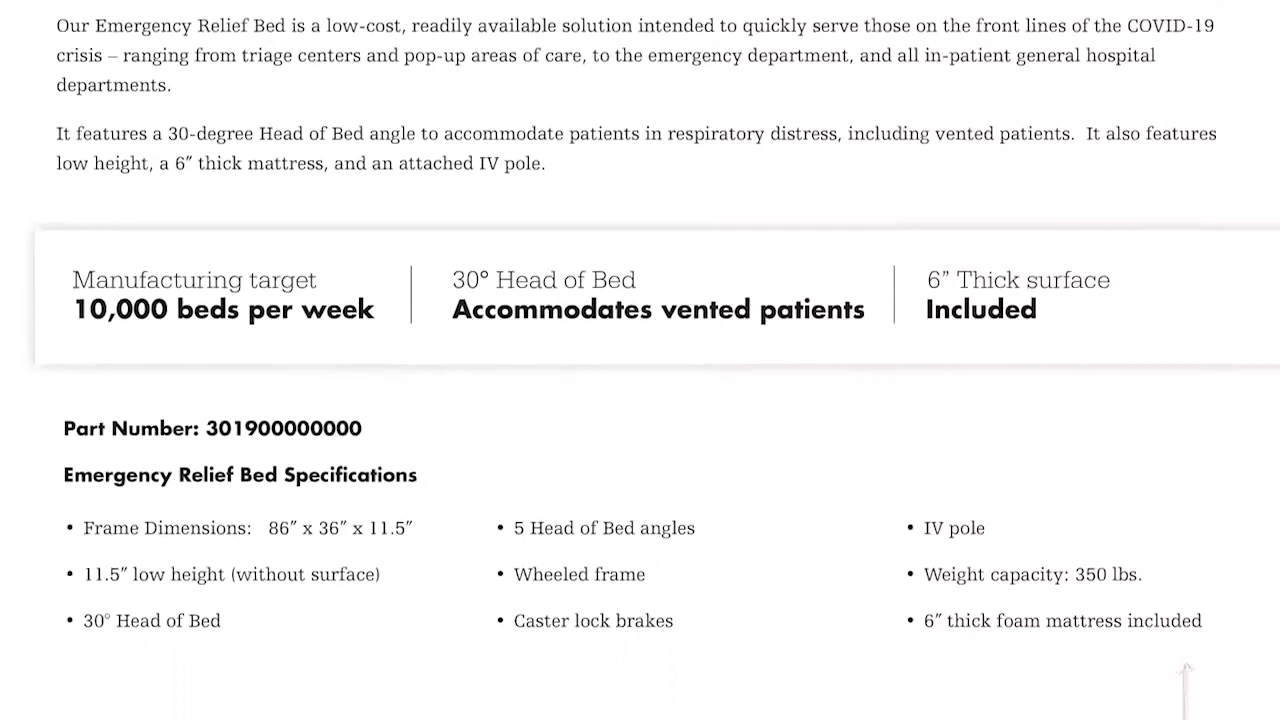 Our Emergency Relief Bed is a low-cost, readily available solution intended to quickly serve those on the front lines of the COVID-19
crisis – ranging from triage centers and pop-up areas of care, to the emergency department, and all in-patient general hospital
departments.
It features a 30-degree Head of Bed angle to accommodate patients in respiratory distress, including vented patients.  It also features
low height, a 6″ thick mattress, and an attached IV pole.
Manufacturing target
10,000 beds per week
30° Head of Bed
Accommodates vented patients
6” Thick surface
Included
Part Number: 301900000000
Emergency Relief Bed Specifications
• Frame Dimensions:   86″ x 36″ x 11.5″
• 11.5″ low height (without surface)
• 30° Head of Bed
• 5 Head of Bed angles
• Wheeled frame
• Caster lock brakes
• IV pole
• Weight capacity: 350 lbs.
• 6″ thick foam mattress included